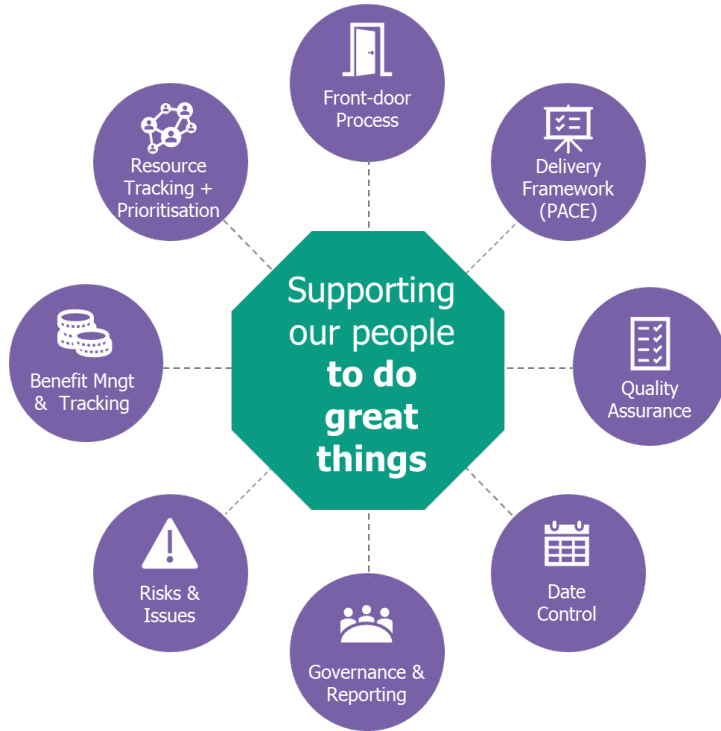 Front-door
Process
Delivery
Framework
(PACE)
Quality
Assurance
Date
Control
Governance &
Reporting
Risks &
Issues
Benefit Mngt
& Tracking
Resource
Tracking +
Prioritisation
Supporting
our people
to do
great
things